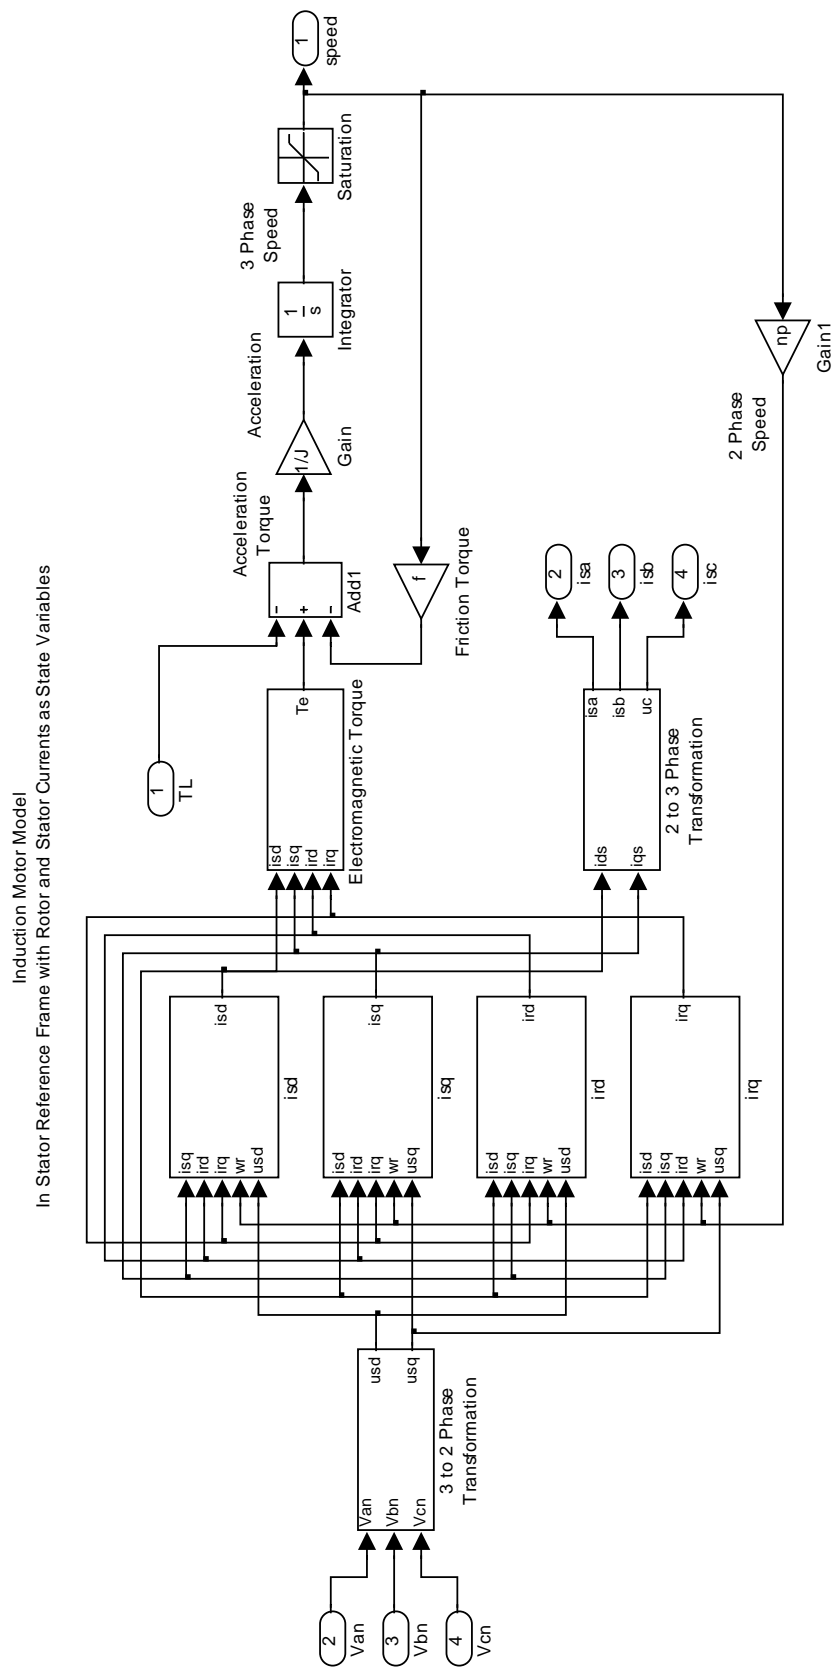 Induction Motor Model
In Stator Reference Frame with Rotor and Stator Currents as State Variables
2
Van
3
Vbn
4
Vcn
Van
Vbn
Vcn
usd
usq
3 to 2 Phase
Transformation
isq
ird
irq
wr
usd
isd
isd
isd
ird
irq
wr
usq
isq
isq
isd
isq
irq
wr
usd
ird
ird
isd
isq
ird
wr
usq
irq
irq
1
TL
isd
isq
ird
irq
Te
Electromagnetic Torque
ids
iqs
isa
isb
uc
2 to 3 Phase
Transformation
2
isa
3
isb
4
isc
-
+
-
Add1
Acceleration
Torque
f
Friction Torque
1/J
Gain
Acceleration
1
s
Integrator
3 Phase
Speed
Saturation
1
speed
np
Gain1
2 Phase
Speed